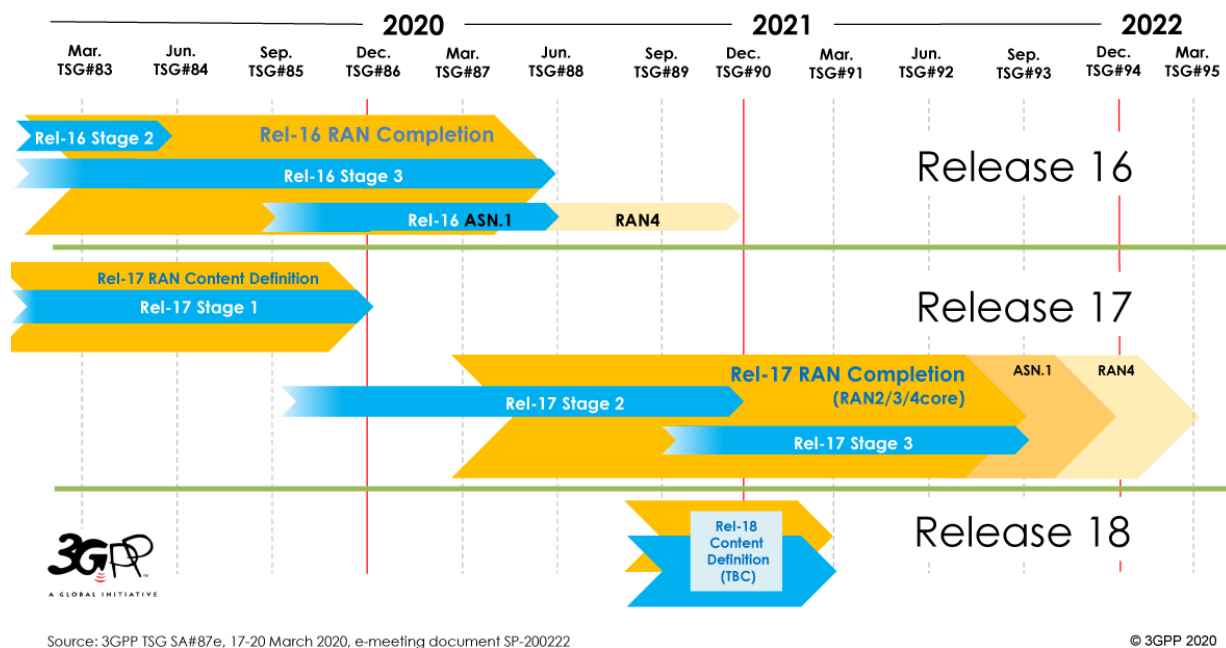 2020 2021 2022
Mar. Jun. Sep. Dec. Mar. Jun. Sep. Dec. Mar. Jun. Sep. Dec. Mar.
TSG#83 TSG#84 TSG#85 TSG#86 TSG#87 TSG#88 TSG#89 TSG#90 TSG#91 TSG#92 TSG#93 TSG#94 TSG#95
Rel-16 Stage 2
Rel-16 RAN Completion
Rel-16 Stage 3
Rel-16 ASN.1
RAN4
Release 16
Rel-17 RAN Content Definition
Rel-17 Stage 1
Release 17
Rel-17 RAN Completion
(RAN2/3/4core)
ASN.1
RAN4
Rel-17 Stage 2
Rel-17 Stage 3
Rel-18
Content
Definition
(TBC)
Release 18
3GPP™
A GLOBAL INITIATIVE
Source: 3GPP TSG SA#87e, 17-20 March 2020, e-meeting document SP-200222
© 3GPP 2020